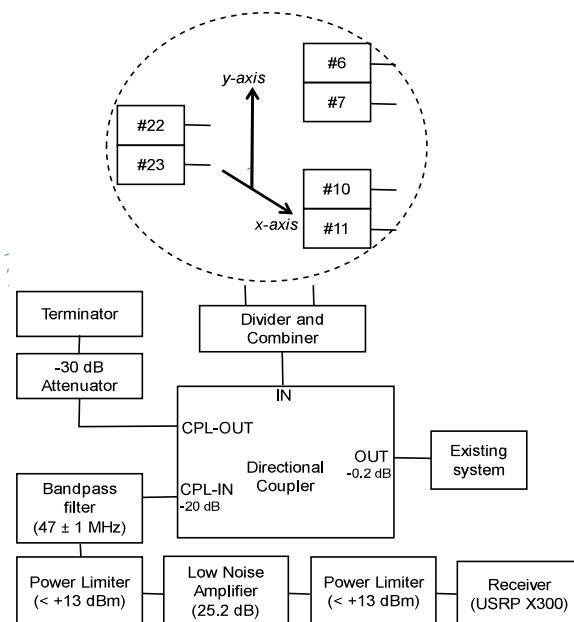 #6
y-axis
#7
#22
#23
#10
x-axis
#11
Terminator
Divider and
Combiner
-30 dB
Attenuator
IN
CPL-OUT
OUT
-0.2 dB
Existing
system
Directional
Coupler
CPL-IN
-20 dB
Bandpass
filter
(47 ± 1 MHz)
Power Limiter
(< +13 dBm)
Low Noise
Amplifier
(25.2 dB)
Power Limiter
(< +13 dBm)
Receiver
(USRP X300)